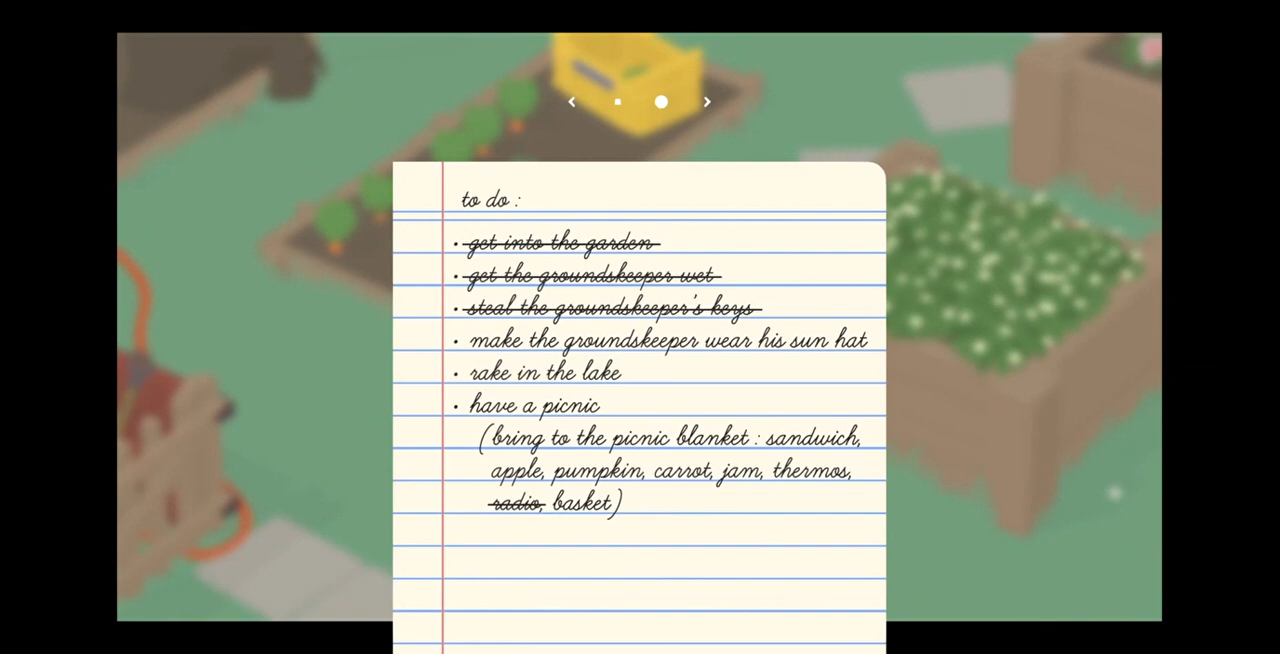 to do :
• get into the garden
• get the groundskeeper wet
• steal the groundskeeper's keys
• make the groundskeeper wear his sun hat
• rake in the lake
• have a picnic
(bring to the picnic blanket : sandwich,
apple, pumpkin, carrot, jam, thermos,
radio, basket)